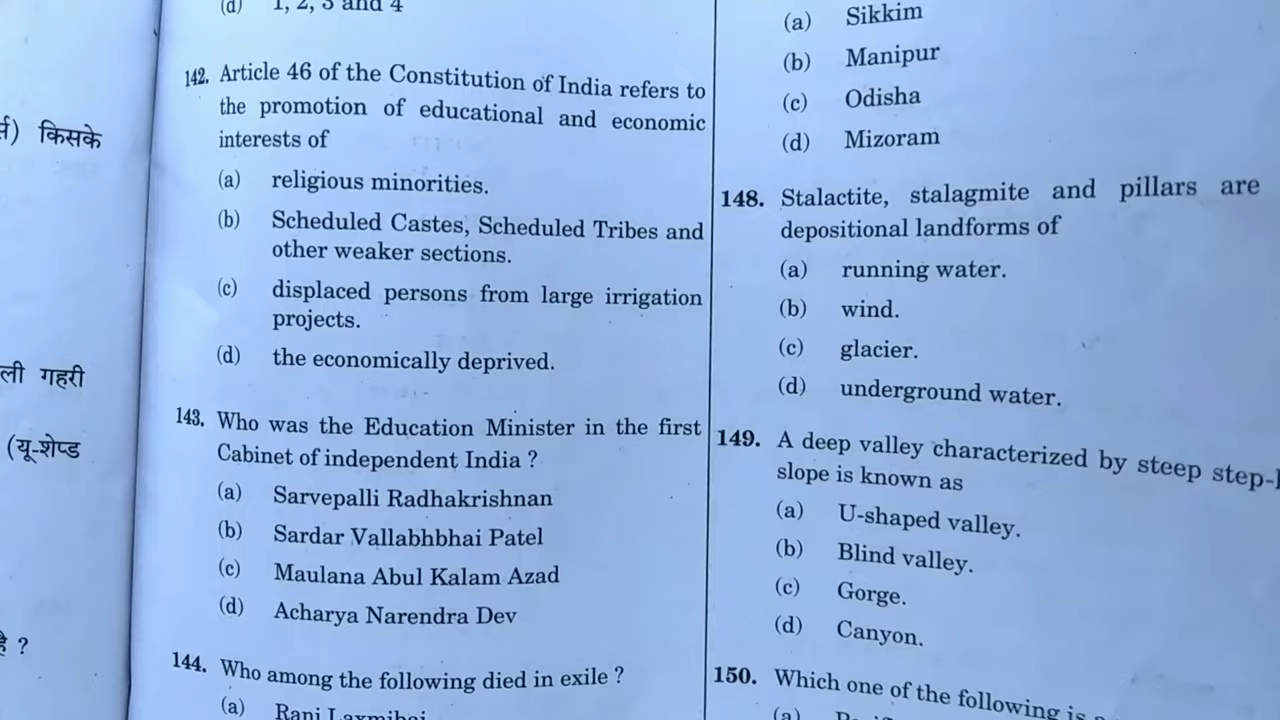 र्स) किसके
ली गहरी
(यू-शेप्ड
है ?
(d) 1, 2, 3 and 4
142. Article 46 of the Constitution of India refers to
the promotion of educational and economic
interests of
(a) religious minorities.
(b) Scheduled Castes, Scheduled Tribes and
other weaker sections.
(c) displaced persons from large irrigation
projects.
(d) the economically deprived.
143. Who was the Education Minister in the first
Cabinet of independent India ?
(a) Sarvepalli Radhakrishnan
(b) Sardar Vallabhbhai Patel
(c) Maulana Abul Kalam Azad
(d) Acharya Narendra Dev
144. Who among the following died in exile ?
(a) Rani Laxmibai
(a) Sikkim
(b) Manipur
(c) Odisha
(d) Mizoram
148. Stalactite, stalagmite and pillars are
depositional landforms of
(a) running water.
(b) wind.
(c) glacier.
(d) underground water.
149. A deep valley characterized by steep step-
slope is known as
(a) U-shaped valley.
(b) Blind valley.
(c) Gorge.
(d) Canyon.
150. Which one of the following is a
(a)